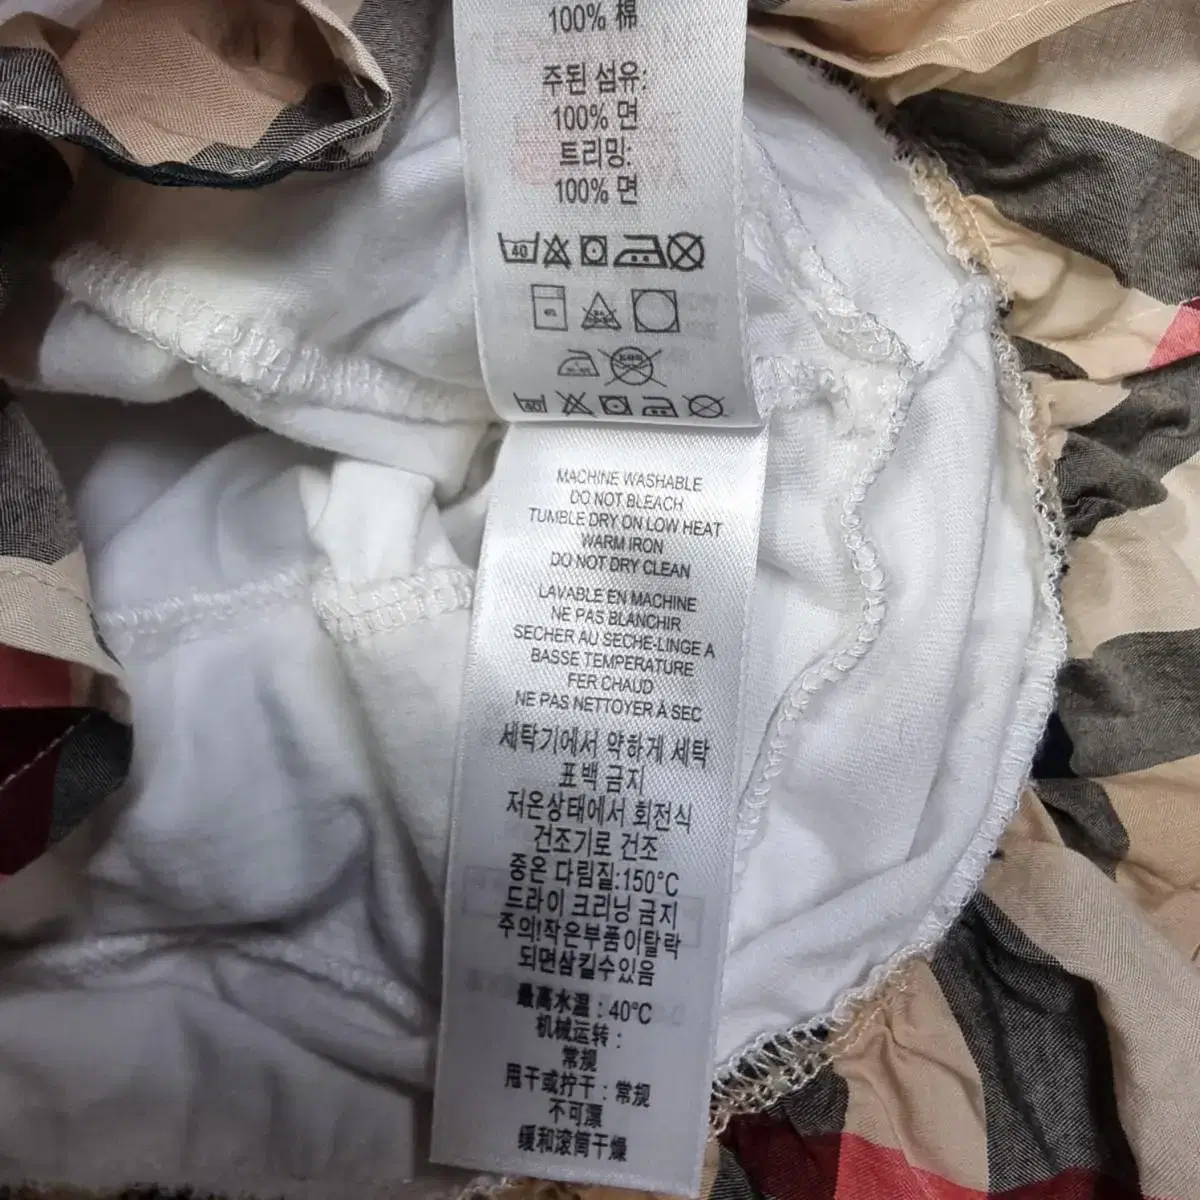 100% 棉
주된 섬유:
100% 면
트리밍:
100% 면
40
MACHINE WASHABLE
DO NOT BLEACH
TUMBLE DRY ON LOW HEAT
WARM IRON
DO NOT DRY CLEAN
LAVABLE EN MACHINE
NE PAS BLANCHIR
SECHER AU SECHE-LINGE A
BASSE TEMPERATURE
FER CHAUD
NE PAS NETTOYER A SEC
세탁기에서 약하게 세탁
표백 금지
저온상태에서 회전식
건조기로 건조
중온 다림질:150°C
드라이 크리닝 금지
주의!작은부품이탈락
되면삼킬수있음
最高水温：40°C
机械运转：
常规
甩干或拧干：常规
不可漂
缓和滚筒干燥